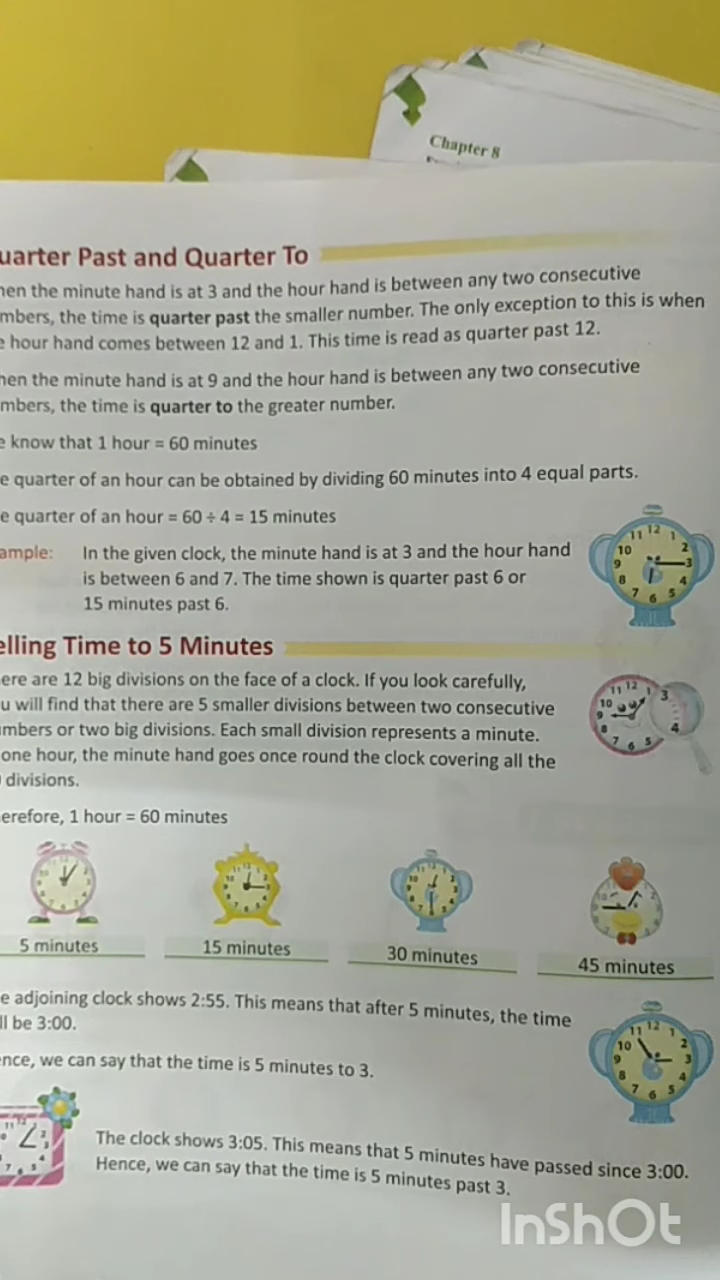 Chapter 8
uarter Past and Quarter To
hen the minute hand is at 3 and the hour hand is between any two consecutive
mbers, the time is quarter past the smaller number. The only exception to this is when
e hour hand comes between 12 and 1. This time is read as quarter past 12.
hen the minute hand is at 9 and the hour hand is between any two consecutive
mbers, the time is quarter to the greater number.
e know that 1 hour = 60 minutes
e quarter of an hour can be obtained by dividing 60 minutes into 4 equal parts.
e quarter of an hour = 60 ÷ 4 = 15 minutes
ample: In the given clock, the minute hand is at 3 and the hour hand
is between 6 and 7. The time shown is quarter past 6 or
15 minutes past 6.
elling Time to 5 Minutes
ere are 12 big divisions on the face of a clock. If you look carefully,
u will find that there are 5 smaller divisions between two consecutive
umbers or two big divisions. Each small division represents a minute.
one hour, the minute hand goes once round the clock covering all the
divisions.
erefore, 1 hour = 60 minutes
5 minutes 15 minutes 30 minutes 45 minutes
e adjoining clock shows 2:55. This means that after 5 minutes, the time
ll be 3:00.
ence, we can say that the time is 5 minutes to 3.
The clock shows 3:05. This means that 5 minutes have passed since 3:00.
Hence, we can say that the time is 5 minutes past 3.
InShOt